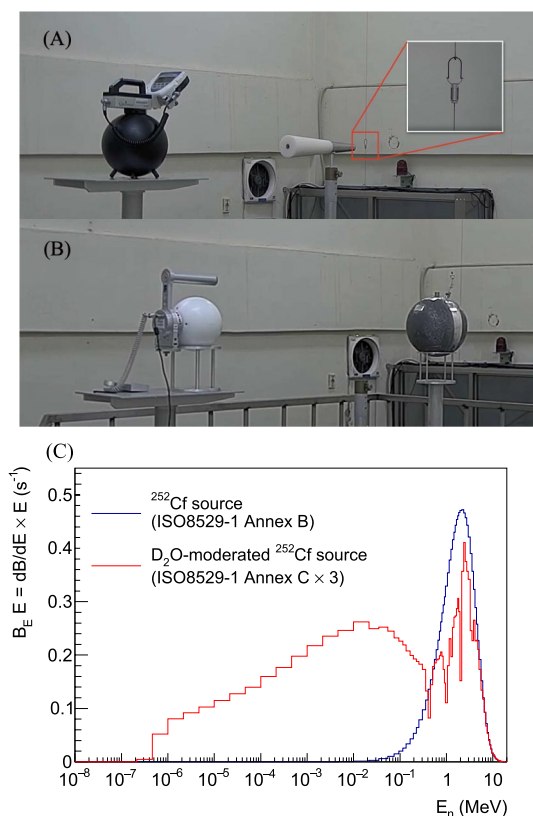 (A)
(B)
(C)
B_E E = dB/dE × E (s⁻¹)
0.5
0.4
0.3
0.2
0.1
0
²⁵²Cf source
(ISO8529-1 Annex B)
D₂O-moderated ²⁵²Cf source
(ISO8529-1 Annex C × 3)
10⁻⁸ 10⁻⁷ 10⁻⁶ 10⁻⁵ 10⁻⁴ 10⁻³ 10⁻² 10⁻¹ 1 10
E_n (MeV)